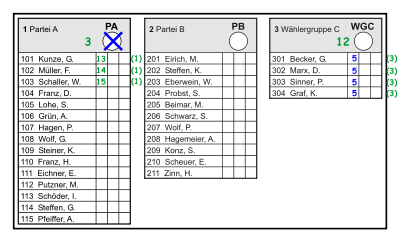 1 Partei A PA
3
101 Kunze, G. 13 (1)
102 Müller, F. 14 (1)
103 Schaller, W. 15 (1)
104 Franz, D.
105 Lohe, S.
106 Grün, A.
107 Hagen, P.
108 Wolf, G.
109 Steiner, K.
110 Franz, H.
111 Eichner, E.
112 Putzner, M.
113 Schöder, I.
114 Steffen, G.
115 Pfeiffer, A.
2 Partei B PB
201 Eirich, M.
202 Steffen, K.
203 Eberwein, W.
204 Probst, S.
205 Beimar, M.
206 Schwarz, S.
207 Wolf, P.
208 Hagemeier, A.
209 Konz, S.
210 Scheuer, E.
211 Zinn, H.
3 Wählergruppe C WGC
12
301 Becker, G. 5 (3)
302 Marx, D. 5 (3)
303 Sinner, P. 5 (3)
304 Graf, K. 5 (3)